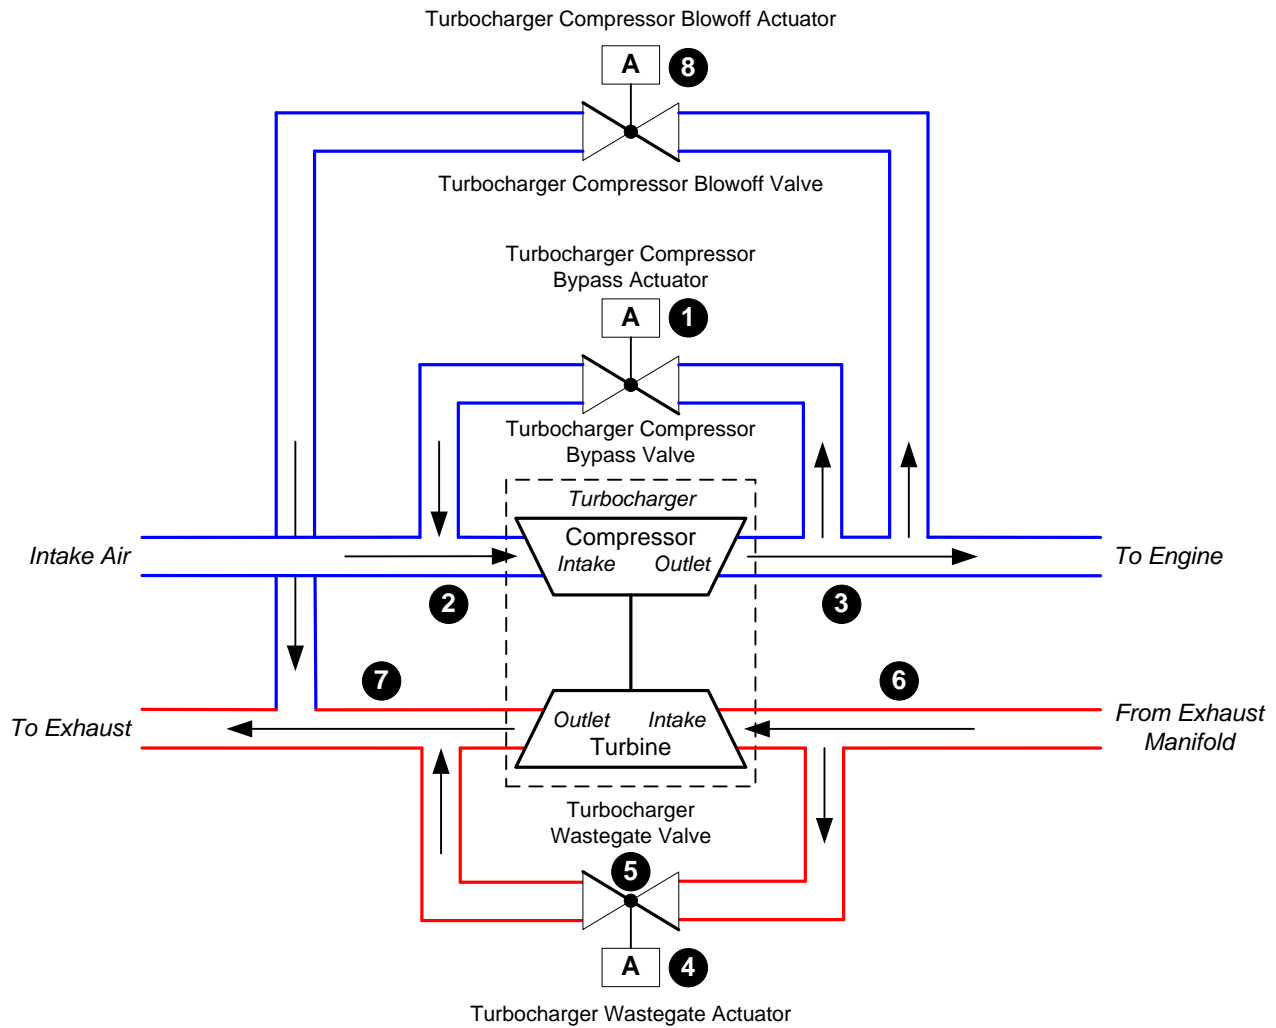 Turbocharger Compressor Blowoff Actuator
A 8
Turbocharger Compressor Blowoff Valve
Turbocharger Compressor
Bypass Actuator
A 1
Turbocharger Compressor
Bypass Valve
Turbocharger
Compressor
Intake Air
Intake Outlet
To Engine
2
3
7
6
To Exhaust
Outlet Intake
Turbine
From Exhaust
Manifold
Turbocharger
Wastegate Valve
5
A 4
Turbocharger Wastegate Actuator